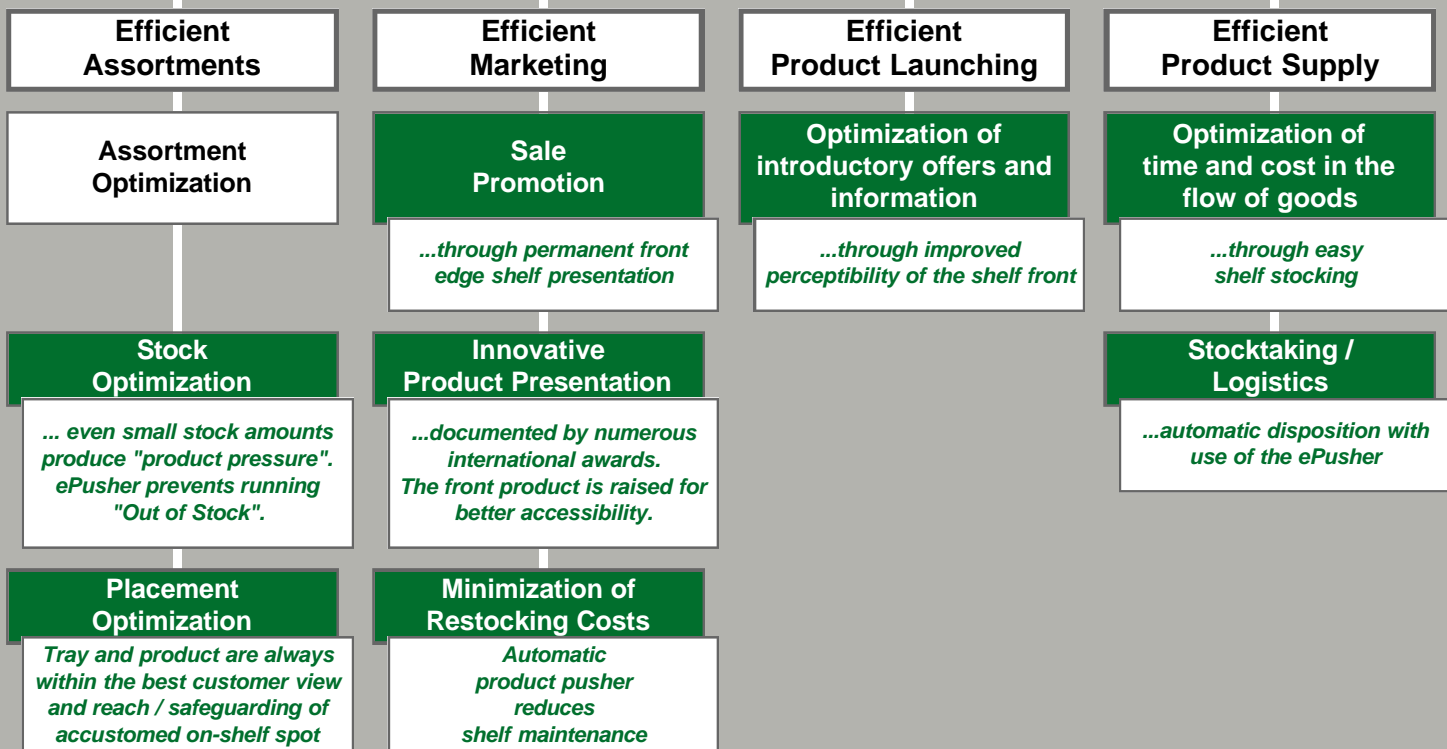 Efficient
Assortments
Efficient
Marketing
Efficient
Product Launching
Efficient
Product Supply
Assortment
Optimization
Sale
Promotion
...through permanent front
edge shelf presentation
Optimization of
introductory offers and
information
...through improved
perceptibility of the shelf front
Optimization of
time and cost in the
flow of goods
...through easy
shelf stocking
Stock
Optimization
... even small stock amounts
produce "product pressure".
ePusher prevents running
"Out of Stock".
Innovative
Product Presentation
...documented by numerous
international awards.
The front product is raised for
better accessibility.
Stocktaking /
Logistics
...automatic disposition with
use of the ePusher
Placement
Optimization
Tray and product are always
within the best customer view
and reach / safeguarding of
accustomed on-shelf spot
Minimization of
Restocking Costs
Automatic
product pusher
reduces
shelf maintenance